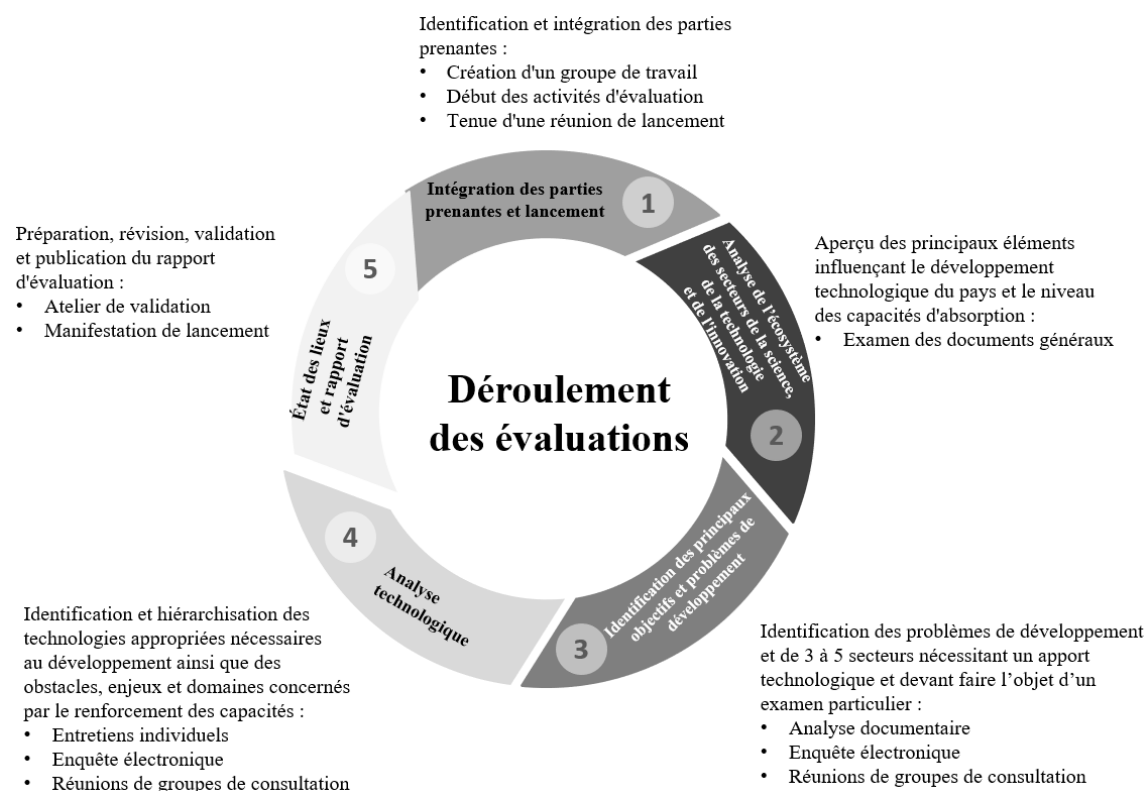 Identification et intégration des parties
prenantes :
• Création d'un groupe de travail
• Début des activités d'évaluation
• Tenue d'une réunion de lancement
Intégration des parties
prenantes et lancement
1
Analyse de l'écosystème
des secteurs de la science,
de la technologie
et de l'innovation
2
Aperçu des principaux éléments
influençant le développement
technologique du pays et le niveau
des capacités d'absorption :
• Examen des documents généraux
Identification des principaux
objectifs et problèmes de
développement
3
Identification des problèmes de développement
et de 3 à 5 secteurs nécessitant un apport
technologique et devant faire l’objet d’un
examen particulier :
• Analyse documentaire
• Enquête électronique
• Réunions de groupes de consultation
4
Analyse
technologique
Identification et hiérarchisation des
technologies appropriées nécessaires
au développement ainsi que des
obstacles, enjeux et domaines concernés
par le renforcement des capacités :
• Entretiens individuels
• Enquête électronique
• Réunions de groupes de consultation
5
État des lieux
et rapport
d'évaluation
Préparation, révision, validation
et publication du rapport
d'évaluation :
• Atelier de validation
• Manifestation de lancement
Déroulement
des évaluations